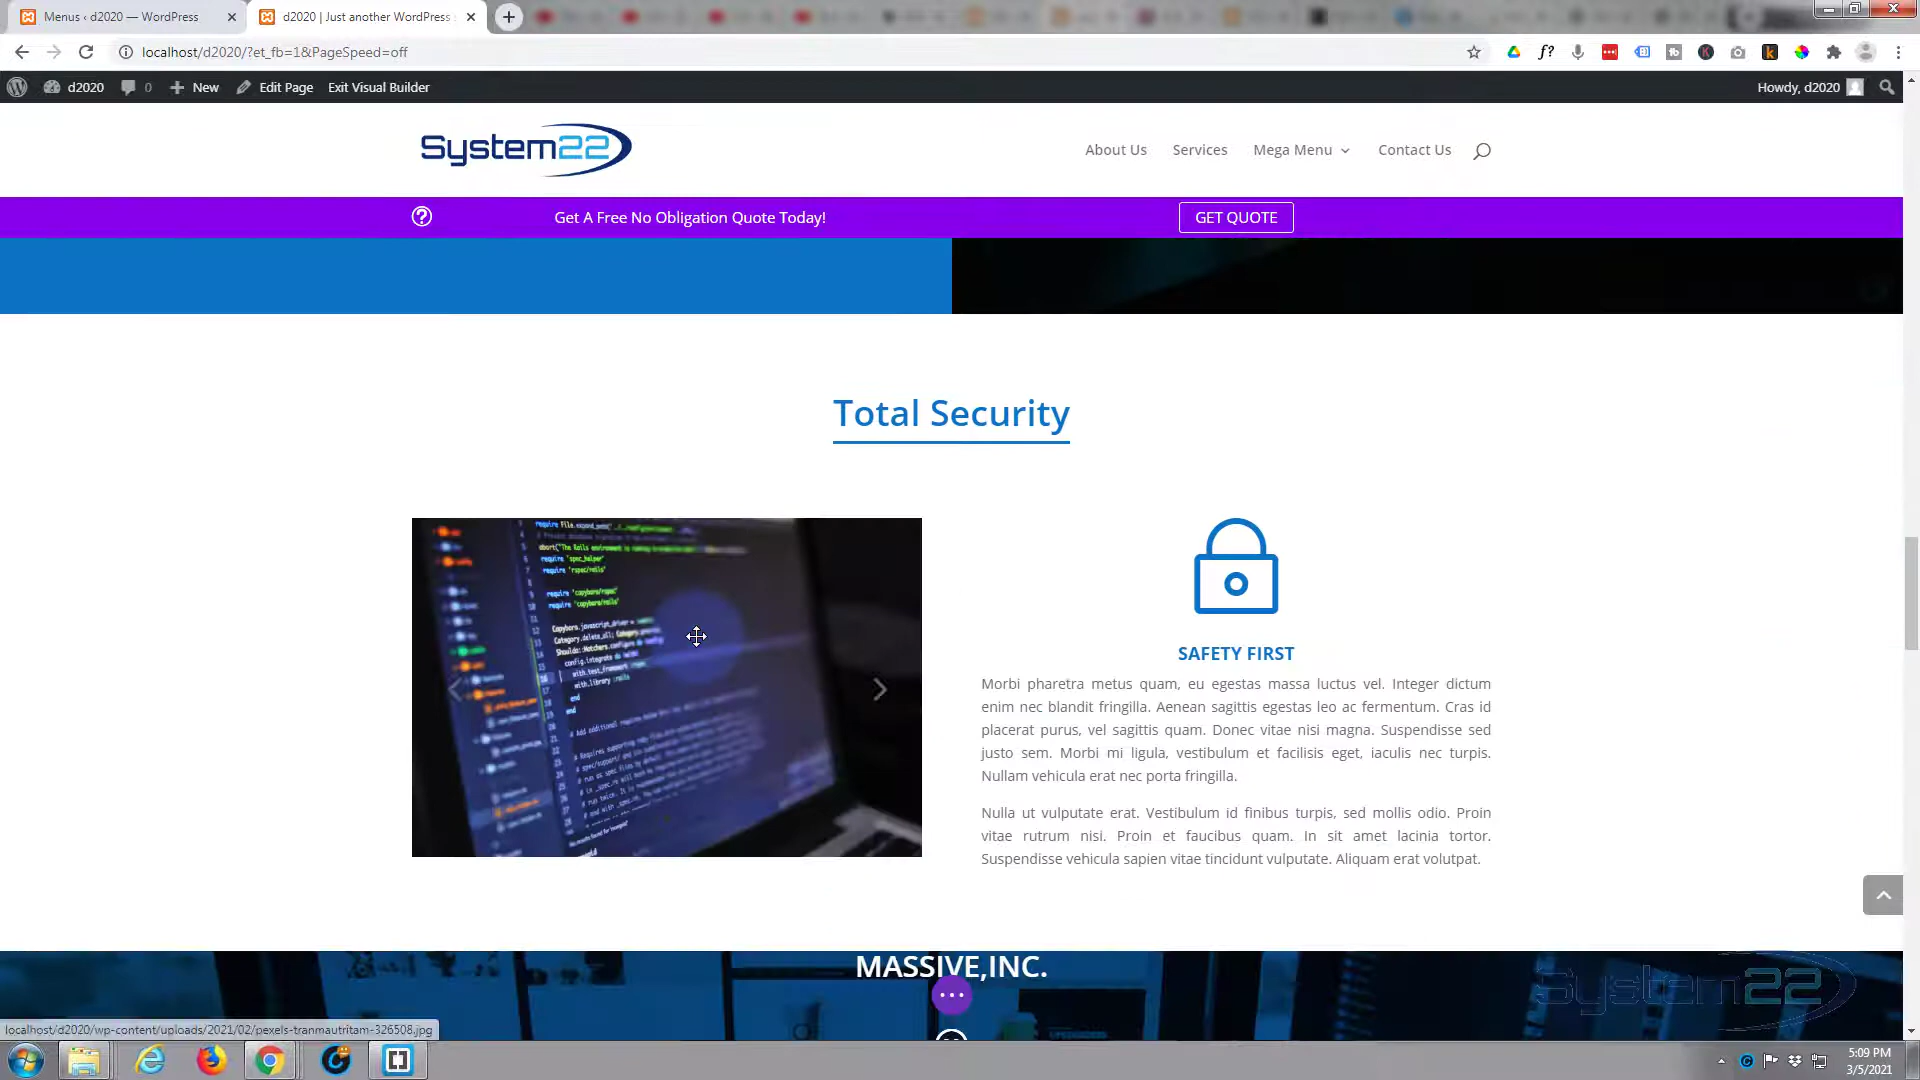 Menus ‹ d2020 — WordPress
d2020 | Just another WordPress
localhost/d2020/?et_fb=1&PageSpeed=off
d2020 0 New Edit Page Exit Visual Builder Howdy, d2020
System22
About Us Services Mega Menu Contact Us
Get A Free No Obligation Quote Today! GET QUOTE
Total Security
SAFETY FIRST
Morbi pharetra metus quam, eu egestas massa luctus vel. Integer dictum
enim nec blandit fringilla. Aenean sagittis egestas leo ac fermentum. Cras id
placerat purus, vel sagittis quam. Donec vitae nisi magna. Suspendisse sed
justo sem. Morbi mi ligula, vestibulum et facilisis eget, iaculis nec turpis.
Nullam vehicula erat nec porta fringilla.
Nulla ut vulputate erat. Vestibulum id finibus turpis, sed mollis odio. Proin
vitae rutrum nisi. Proin et faucibus quam. In sit amet lacinia tortor.
Suspendisse vehicula sapien vitae tincidunt vulputate. Aliquam erat volutpat.
MASSIVE,INC.
System22
localhost/d2020/wp-content/uploads/2021/02/pexels-tranmautritam-326508.jpg
5:09 PM
3/5/2021